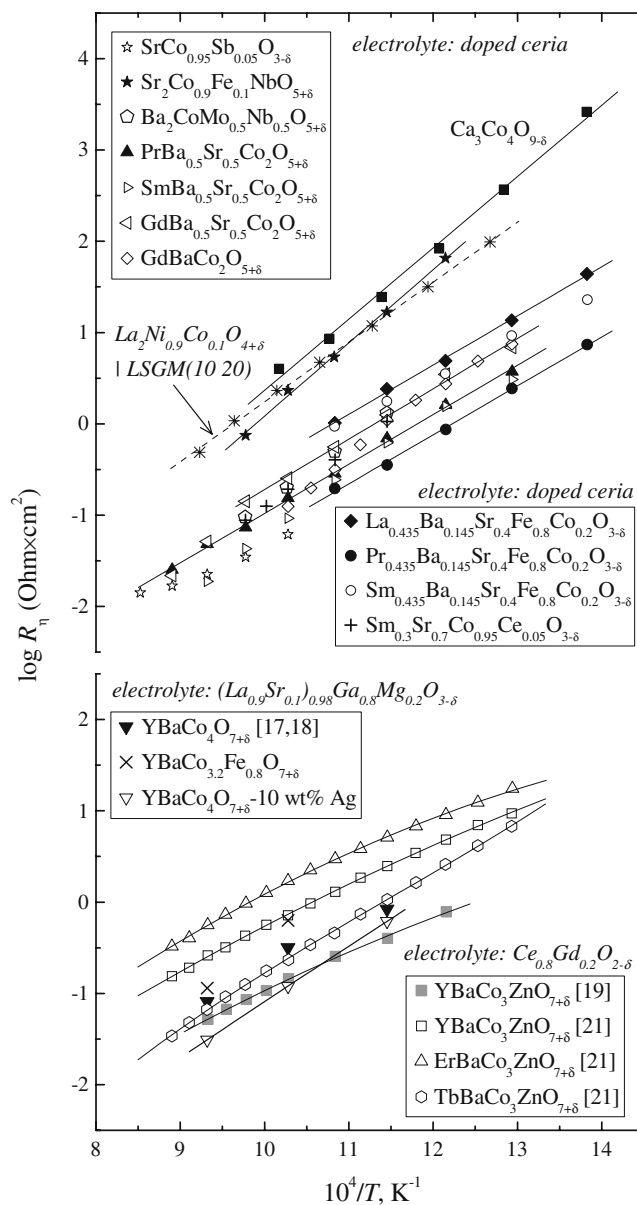 electrolyte: doped ceria
SrCo0.95Sb0.05O3-δ
Sr2Co0.9Fe0.1NbO5+δ
Ba2CoMo0.5Nb0.5O5+δ
PrBa0.5Sr0.5Co2O5+δ
SmBa0.5Sr0.5Co2O5+δ
GdBa0.5Sr0.5Co2O5+δ
GdBaCo2O5+δ
Ca3Co4O9-δ
La2Ni0.9Co0.1O4+δ
| LSGM(10 20)
electrolyte: doped ceria
La0.435Ba0.145Sr0.4Fe0.8Co0.2O3-δ
Pr0.435Ba0.145Sr0.4Fe0.8Co0.2O3-δ
Sm0.435Ba0.145Sr0.4Fe0.8Co0.2O3-δ
Sm0.3Sr0.7Co0.95Ce0.05O3-δ
4
3
2
1
0
-1
-2
log Rη (Ohm×cm2)
electrolyte: (La0.9Sr0.1)0.98Ga0.8Mg0.2O3-δ
YBaCo4O7+δ [17,18]
YBaCo3.2Fe0.8O7+δ
YBaCo4O7+δ-10 wt% Ag
electrolyte: Ce0.8Gd0.2O2-δ
YBaCo3ZnO7+δ [19]
YBaCo3ZnO7+δ [21]
ErBaCo3ZnO7+δ [21]
TbBaCo3ZnO7+δ [21]
2
1
0
-1
-2
8 9 10 11 12 13 14
10^4/T, K-1